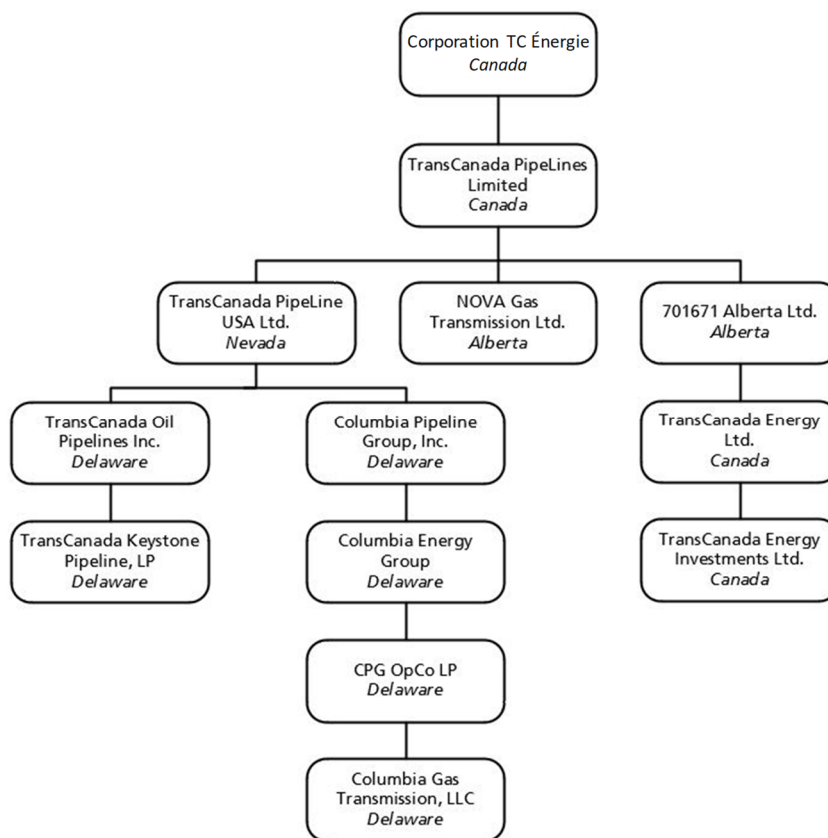 Corporation TC Énergie
Canada
TransCanada PipeLines
Limited
Canada
TransCanada PipeLine
USA Ltd.
Nevada
NOVA Gas
Transmission Ltd.
Alberta
701671 Alberta Ltd.
Alberta
TransCanada Oil
Pipelines Inc.
Delaware
Columbia Pipeline
Group, Inc.
Delaware
TransCanada Energy
Ltd.
Canada
TransCanada Keystone
Pipeline, LP
Delaware
Columbia Energy
Group
Delaware
TransCanada Energy
Investments Ltd.
Canada
CPG OpCo LP
Delaware
Columbia Gas
Transmission, LLC
Delaware